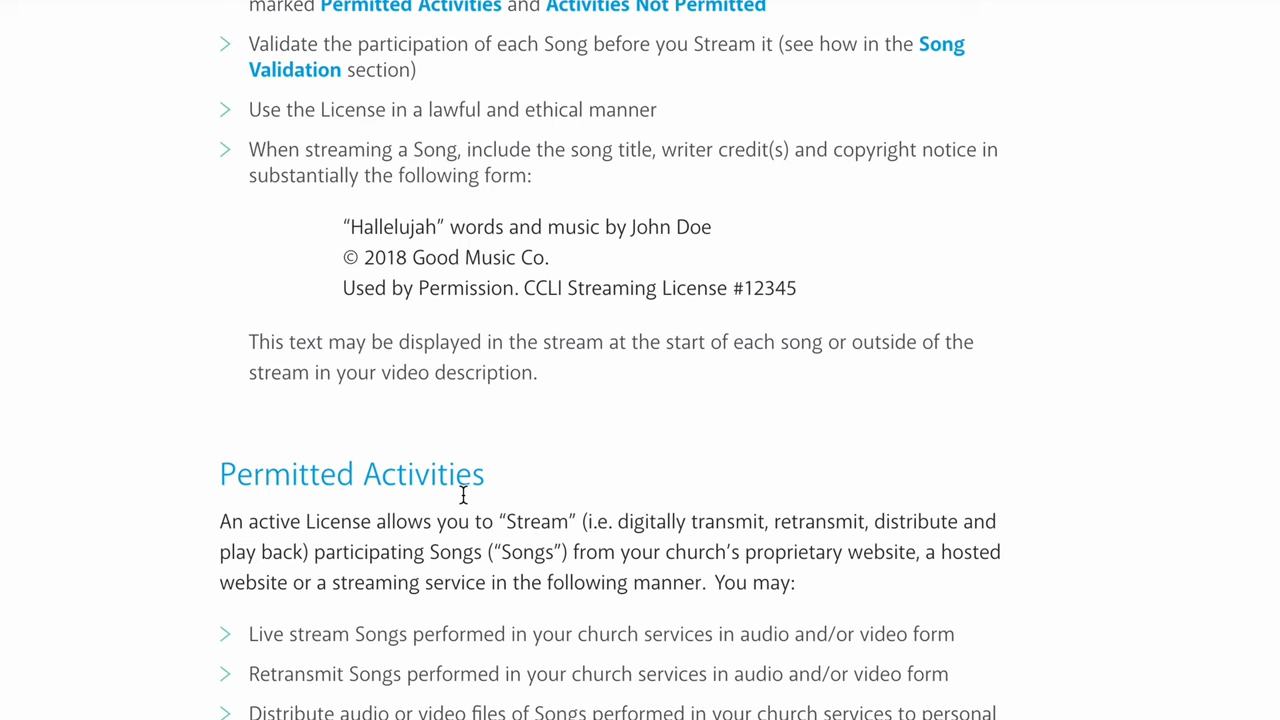 marked Permitted Activities and Activities Not Permitted
> Validate the participation of each Song before you Stream it (see how in the Song
Validation section)
> Use the License in a lawful and ethical manner
> When streaming a Song, include the song title, writer credit(s) and copyright notice in
substantially the following form:
“Hallelujah” words and music by John Doe
© 2018 Good Music Co.
Used by Permission. CCLI Streaming License #12345
This text may be displayed in the stream at the start of each song or outside of the
stream in your video description.
Permitted Activities
An active License allows you to “Stream” (i.e. digitally transmit, retransmit, distribute and
play back) participating Songs (“Songs”) from your church’s proprietary website, a hosted
website or a streaming service in the following manner. You may:
> Live stream Songs performed in your church services in audio and/or video form
> Retransmit Songs performed in your church services in audio and/or video form
> Distribute audio or video files of Songs performed in your church services to personal